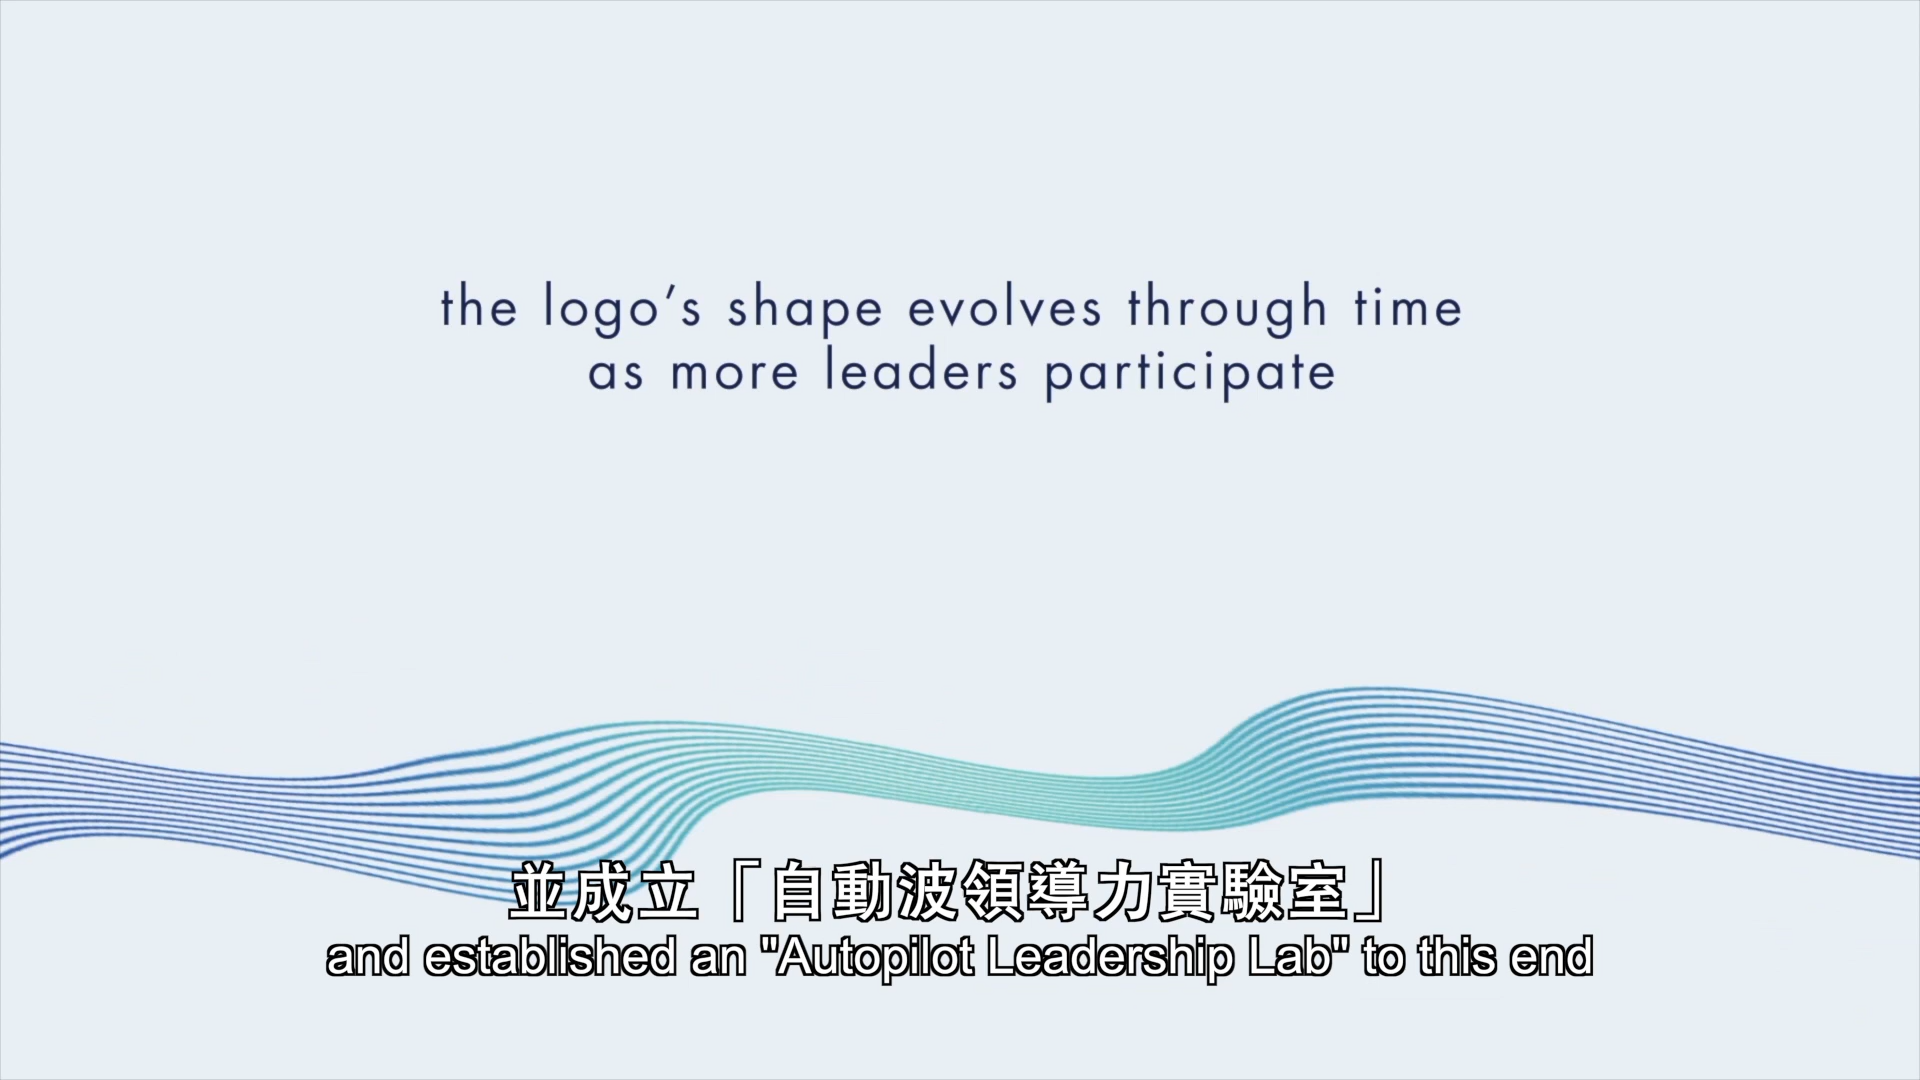 the logo’s shape evolves through time
as more leaders participate
並成立「自動波領導力實驗室」
and established an "Autopilot Leadership Lab" to this end